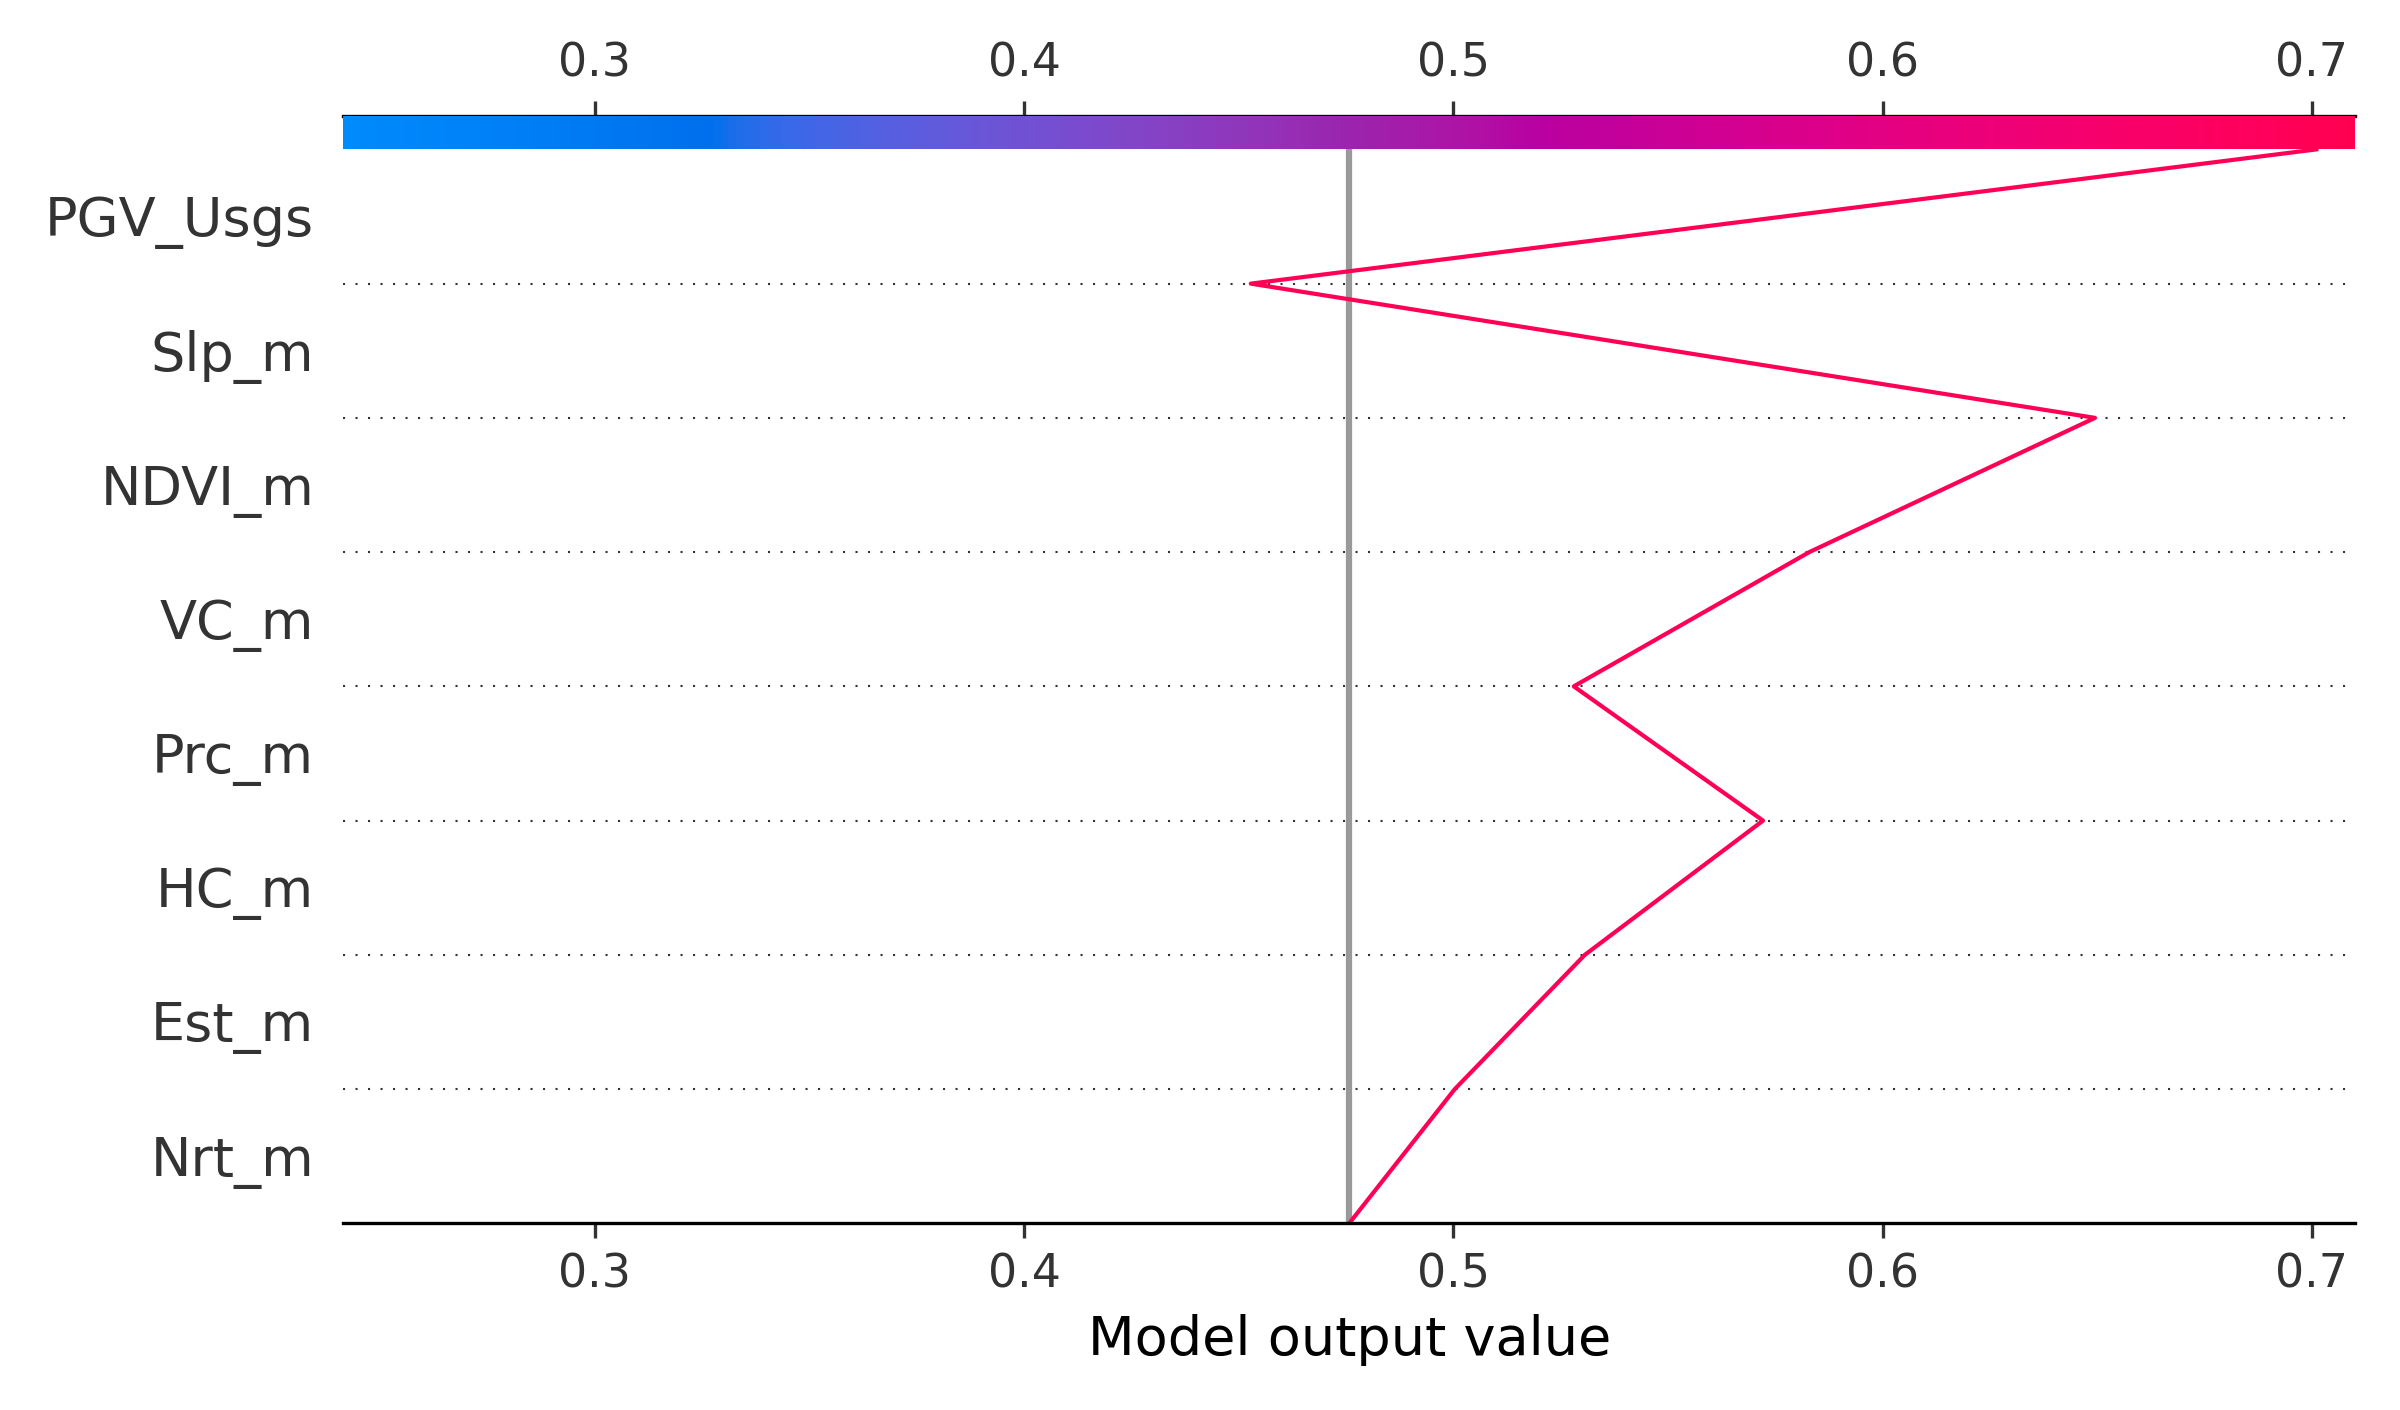 0.3 0.4 0.5 0.6 0.7
PGV_Usgs
Slp_m
NDVI_m
VC_m
Prc_m
HC_m
Est_m
Nrt_m
0.3 0.4 0.5 0.6 0.7
Model output value